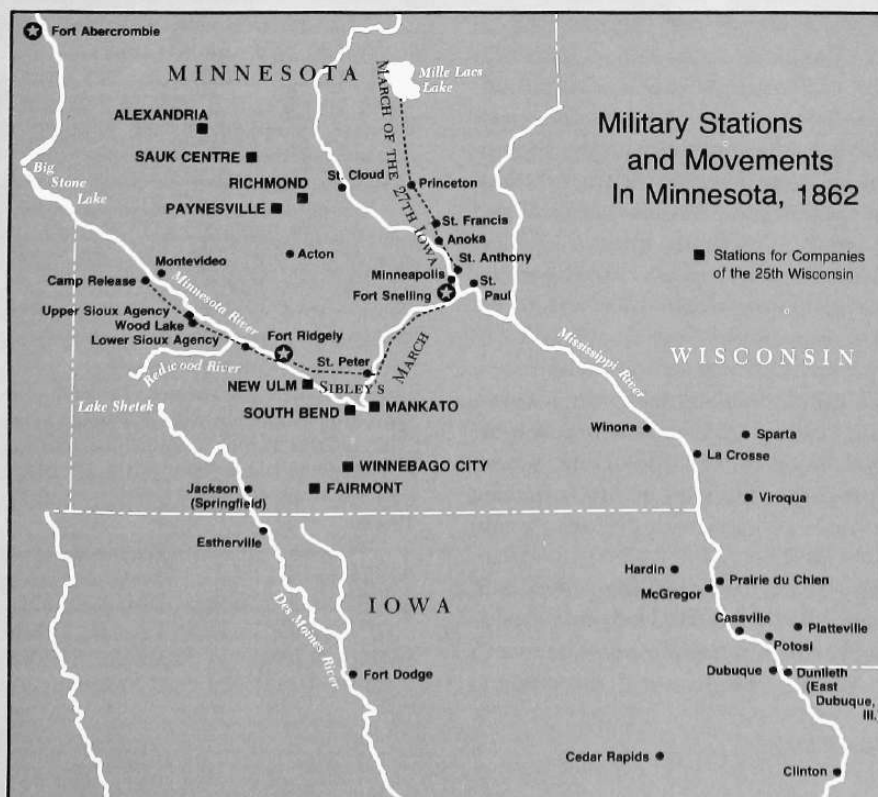 Fort Abercrombie
MINNESOTA
Mille Lacs
Lake
MARCH OF THE 27TH IOWA
Military Stations
and Movements
In Minnesota, 1862
■ Stations for Companies
of the 25th Wisconsin
ALEXANDRIA
SAUK CENTRE
RICHMOND
PAYNESVILLE
Big
Stone
Lake
St. Cloud
Princeton
St. Francis
Anoka
St. Anthony
Minneapolis
Fort Snelling
St.
Paul
Acton
Montevideo
Camp Release
Minnesota River
Upper Sioux Agency
Wood Lake
Lower Sioux Agency
Fort Ridgely
Redwood River
St. Peter
SIBLEY'S MARCH
NEW ULM
SOUTH BEND
MANKATO
Lake Shetek
Mississippi River
WISCONSIN
Winona
Sparta
La Crosse
Viroqua
WINNEBAGO CITY
FAIRMONT
Jackson
(Springfield)
Estherville
Des Moines River
IOWA
Fort Dodge
Hardin
McGregor
Prairie du Chien
Cassville
Platteville
Potosi
Dubuque
Dunlieth
(East
Dubuque,
Ill.
Cedar Rapids
Clinton